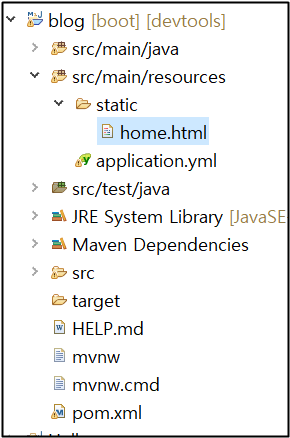 blog [boot] [devtools]
src/main/java
src/main/resources
static
home.html
application.yml
src/test/java
JRE System Library [JavaSE
Maven Dependencies
src
target
HELP.md
mvnw
mvnw.cmd
pom.xml